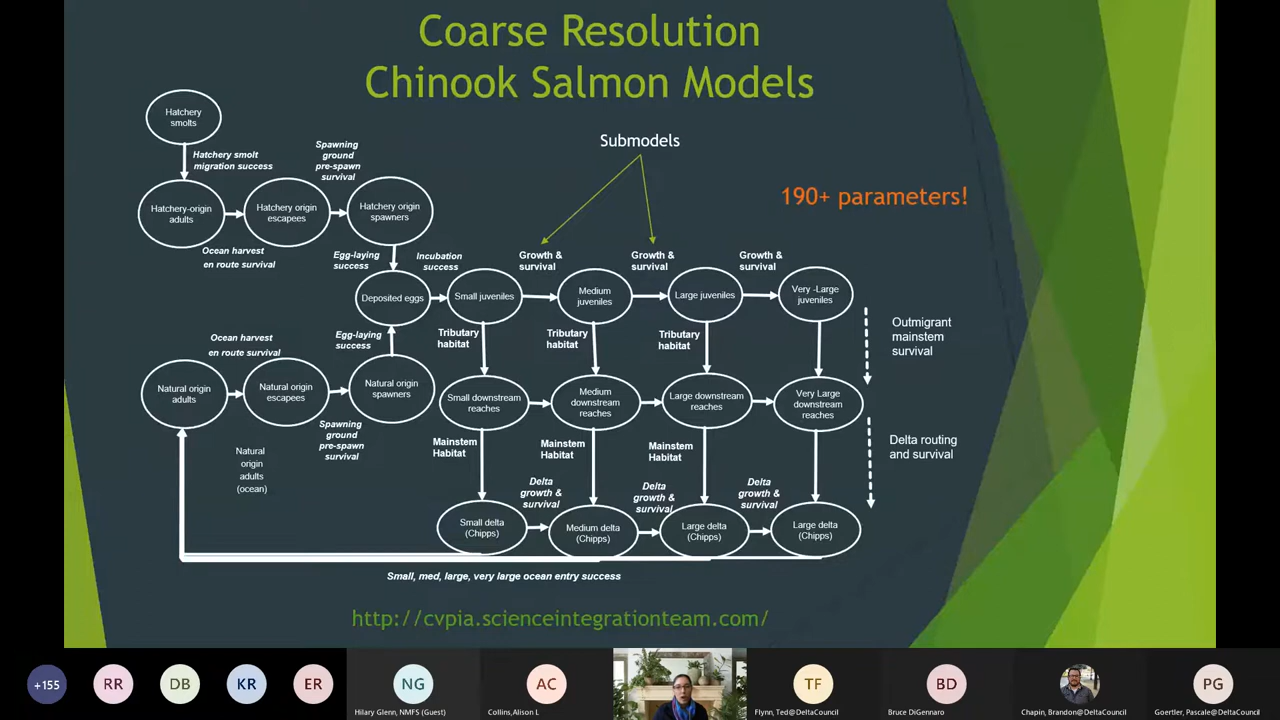 Coarse Resolution
Chinook Salmon Models
Hatchery
smolts
Submodels
Hatchery smolt
migration success
Spawning
ground
pre-spawn
survival
190+ parameters!
Hatchery-origin
adults
Hatchery origin
escapees
Hatchery origin
spawners
Ocean harvest
en route survival
Egg-laying
success
Incubation
success
Growth &
survival
Growth &
survival
Growth &
survival
Deposited eggs
Small juveniles
Medium
juveniles
Large juveniles
Very -Large
juveniles
Ocean harvest
en route survival
Egg-laying
success
Tributary
habitat
Tributary
habitat
Tributary
habitat
Outmigrant
mainstem
survival
Natural origin
adults
Natural origin
escapees
Natural origin
spawners
Small downstream
reaches
Medium
downstream
reaches
Large downstream
reaches
Very Large
downstream
reaches
Spawning
ground
pre-spawn
survival
Natural
origin
adults
(ocean)
Mainstem
Habitat
Mainstem
Habitat
Mainstem
Habitat
Delta routing
and survival
Delta
growth &
survival
Delta
growth &
survival
Delta
growth &
survival
Small delta
(Chipps)
Medium delta
(Chipps)
Large delta
(Chipps)
Large delta
(Chipps)
Small, med, large, very large ocean entry success
http://cvpia.scienceintegrationteam.com/
+155
RR
DB
KR
ER
NG
AC
TF
BD
PG
Hilary Glenn, NMFS (Guest)
Collins,Alison L
Flynn, Ted@DeltaCouncil
Bruce DiGennaro
Chapin, Brandon@DeltaCouncil
Goertler, Pascale@DeltaCouncil